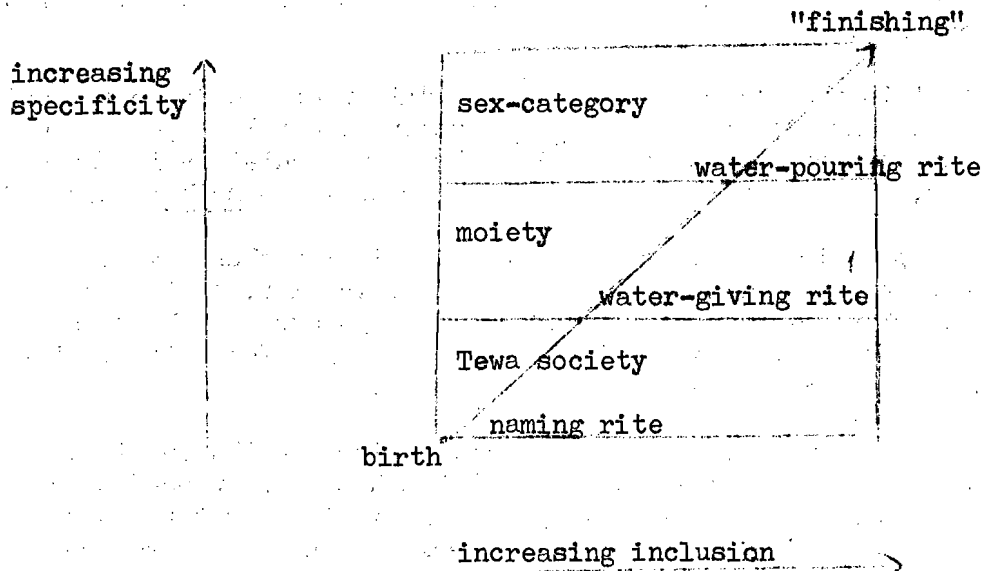 "finishing"
increasing
specificity
sex-category
water-pouring rite
moiety
water-giving rite
Tewa society
naming rite
birth
increasing inclusion